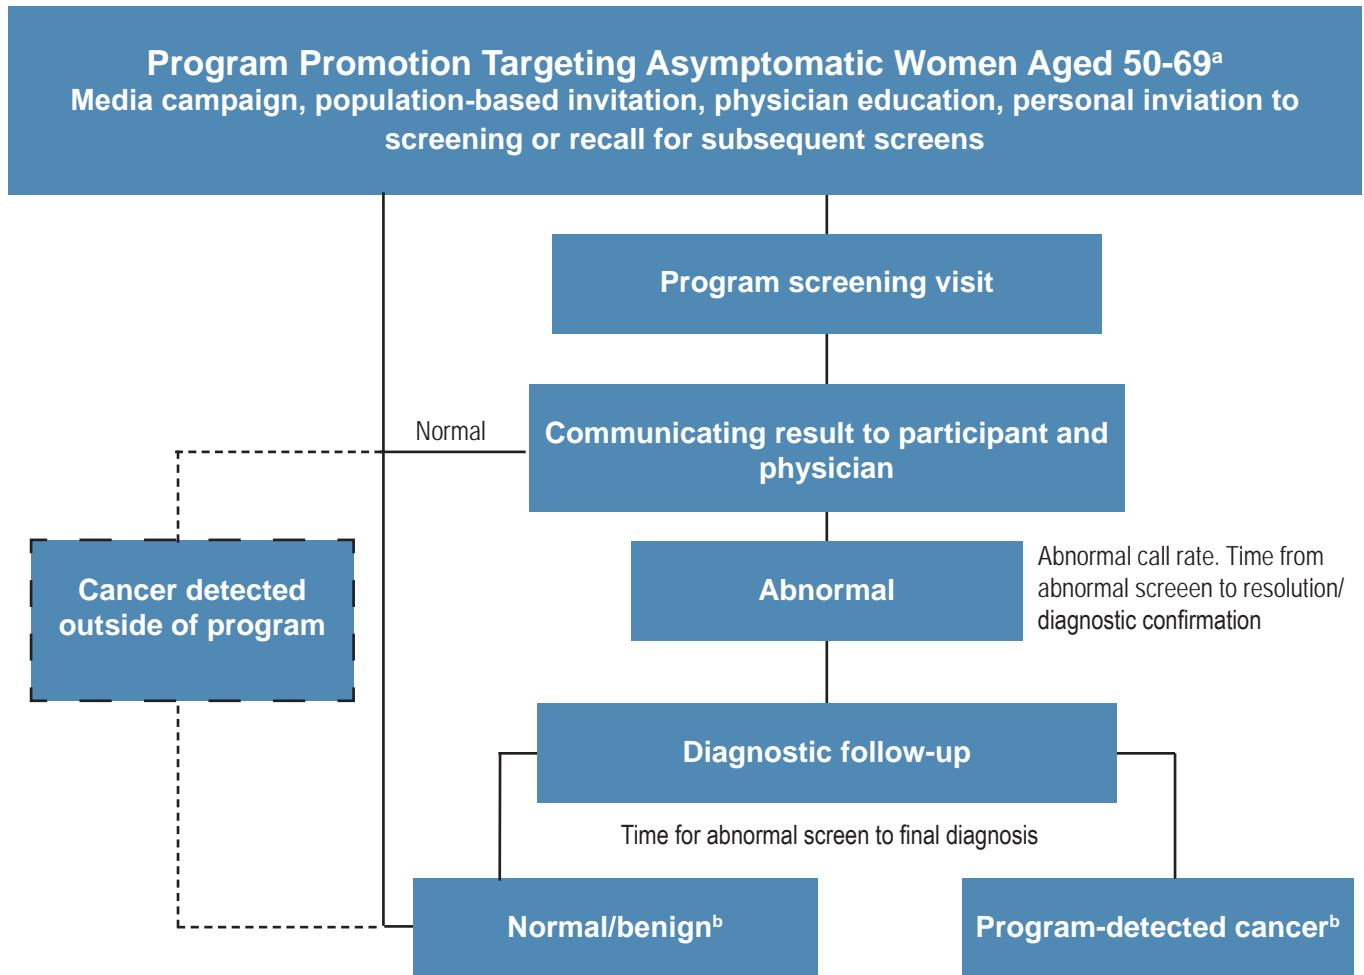 Program Promotion Targeting Asymptomatic Women Aged 50-69ᵃ
Media campaign, population-based invitation, physician education, personal inviation to
screening or recall for subsequent screens
Program screening visit
Normal
Communicating result to participant and
physician
Cancer detected
outside of program
Abnormal
Abnormal call rate. Time from
abnormal screeen to resolution/
diagnostic confirmation
Diagnostic follow-up
Time for abnormal screen to final diagnosis
Normal/benignᵇ
Program-detected cancerᵇ